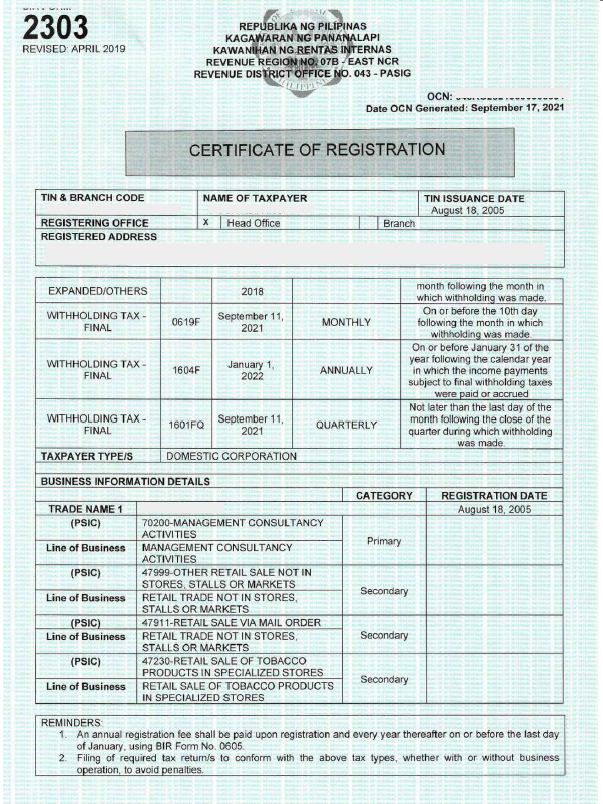 2303
REVISED: APRIL 2019
REPUBLIKA NG PILIPINAS
KAGAWARAN NG PANANALAPI
KAWANIHAN NG RENTAS INTERNAS
REVENUE REGION NO. 07B - EAST NCR
REVENUE DISTRICT OFFICE NO. 043 - PASIG
OCN:
Date OCN Generated: September 17, 2021
CERTIFICATE OF REGISTRATION
TIN & BRANCH CODE NAME OF TAXPAYER TIN ISSUANCE DATE
August 18, 2005
REGISTERING OFFICE X Head Office Branch
REGISTERED ADDRESS
EXPANDED/OTHERS 2018 month following the month in
which withholding was made.
WITHHOLDING TAX -
FINAL 0619F September 11,
2021 MONTHLY On or before the 10th day
following the month in which
withholding was made
WITHHOLDING TAX -
FINAL 1604F January 1,
2022 ANNUALLY On or before January 31 of the
year following the calendar year
in which the income payments
subject to final withholding taxes
were paid or accrued
WITHHOLDING TAX -
FINAL 1601FQ September 11,
2021 QUARTERLY Not later than the last day of the
month following the close of the
quarter during which withholding
was made.
TAXPAYER TYPE/S DOMESTIC CORPORATION
BUSINESS INFORMATION DETAILS
CATEGORY REGISTRATION DATE
TRADE NAME 1 August 18, 2005
(PSIC) 70200-MANAGEMENT CONSULTANCY
ACTIVITIES
Primary
Line of Business MANAGEMENT CONSULTANCY
ACTIVITIES
(PSIC) 47999-OTHER RETAIL SALE NOT IN
STORES, STALLS OR MARKETS
Secondary
Line of Business RETAIL TRADE NOT IN STORES,
STALLS OR MARKETS
(PSIC) 47911-RETAIL SALE VIA MAIL ORDER
Secondary
Line of Business RETAIL TRADE NOT IN STORES,
STALLS OR MARKETS
(PSIC) 47230-RETAIL SALE OF TOBACCO
PRODUCTS IN SPECIALIZED STORES
Secondary
Line of Business RETAIL SALE OF TOBACCO PRODUCTS
IN SPECIALIZED STORES
REMINDERS:
1. An annual registration fee shall be paid upon registration and every year thereafter on or before the last day
of January, using BIR Form No. 0605.
2. Filing of required tax return/s to conform with the above tax types, whether with or without business
operation, to avoid penalties.